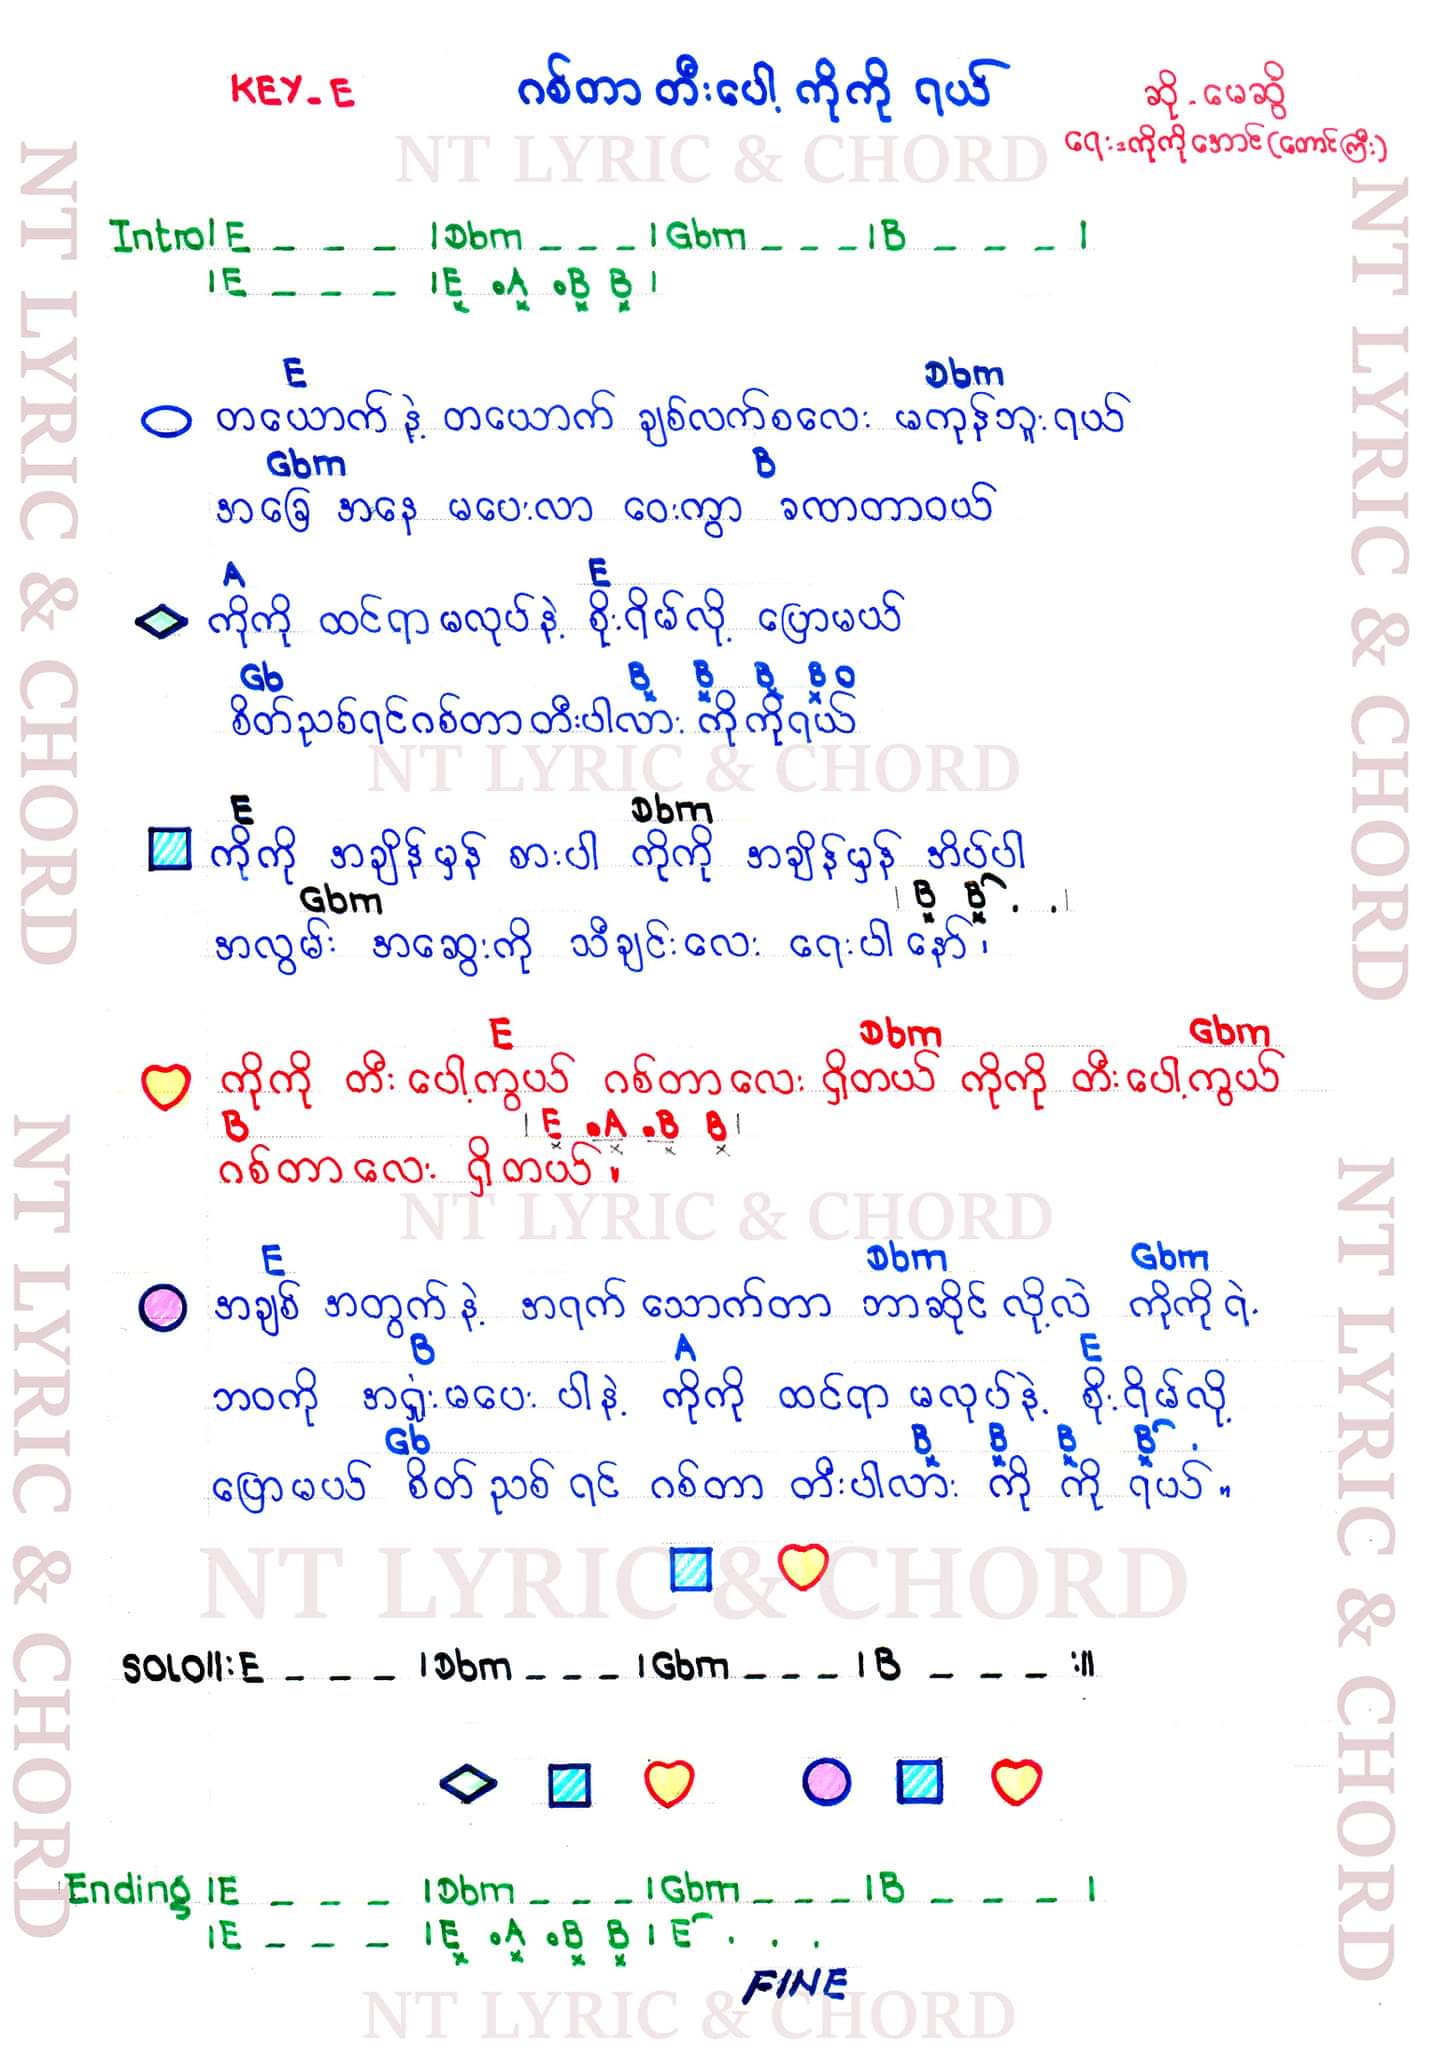 KEY - E
ဂစ်တာ တီးပေါ့ ကိုကို ရယ်
ဆို - မေဆွိ
ရေး = ကိုကိုအောင် (တောင်ကြီး)
NT LYRIC & CHORD
Intro | E _ _ _ | Dbm _ _ _ | Gbm _ _ _ | B _ _ _ |
| E _ _ _ | E . A . B B |
E Dbm
တယောက် နဲ့ တယောက် ချစ်လက်စလေး မကုန်ဘူးရယ်
Gbm B
အခြေ အနေ မပေးလာ ဝေးကွာ ခဏတာဝယ်
A E
ကိုကို ထင်ရာ မလုပ်နဲ့ စိုးရိမ်လို့ ပြောမယ်
Gb B B B B O
စိတ်ညစ်ရင်ဂစ်တာတီးပါလား ကိုကိုရယ်
NT LYRIC & CHORD
E Dbm
ကိုကို အချိန်မှန် စားပါ ကိုကို အချိန်မှန် အိပ်ပါ
Gbm | B B . . |
အလွမ်း အဆွေးကို သီချင်းလေး ရေးပါ နော်၊
E Dbm Gbm
ကိုကို တီးပေါ့ကွယ် ဂစ်တာလေး ရှိတယ် ကိုကို တီးပေါ့ကွယ်
B | E . A . B B |
ဂစ်တာလေး ရှိတယ်။
NT LYRIC & CHORD
E Dbm Gbm
အချစ် အတွက်နဲ့ အရက် သောက်တာ ဘာဆိုင် လို့လဲ ကိုကိုရဲ့
B A E
ဘဝကို အရှုံးမပေး ပါနဲ့ ကိုကို ထင်ရာ မလုပ်နဲ့ စိုးရိမ်လို့
Gb B B B B .
ပြောမယ် စိတ်ညစ်ရင် ဂစ်တာ တီးပါလား ကို ကို ရယ်။
NT LYRIC & CHORD
SOLO ||: E _ _ _ | Dbm _ _ _ | Gbm _ _ _ | B _ _ _ :||
Ending | E _ _ _ | Dbm _ _ _ | Gbm _ _ _ | B _ _ _ |
| E _ _ _ | E . A . B B | E . . .
FINE
NT LYRIC & CHORD
NT LYRIC & CHORD
NT LYRIC & CHORD
NT LYRIC & CHORD
NT LYRIC & CHORD